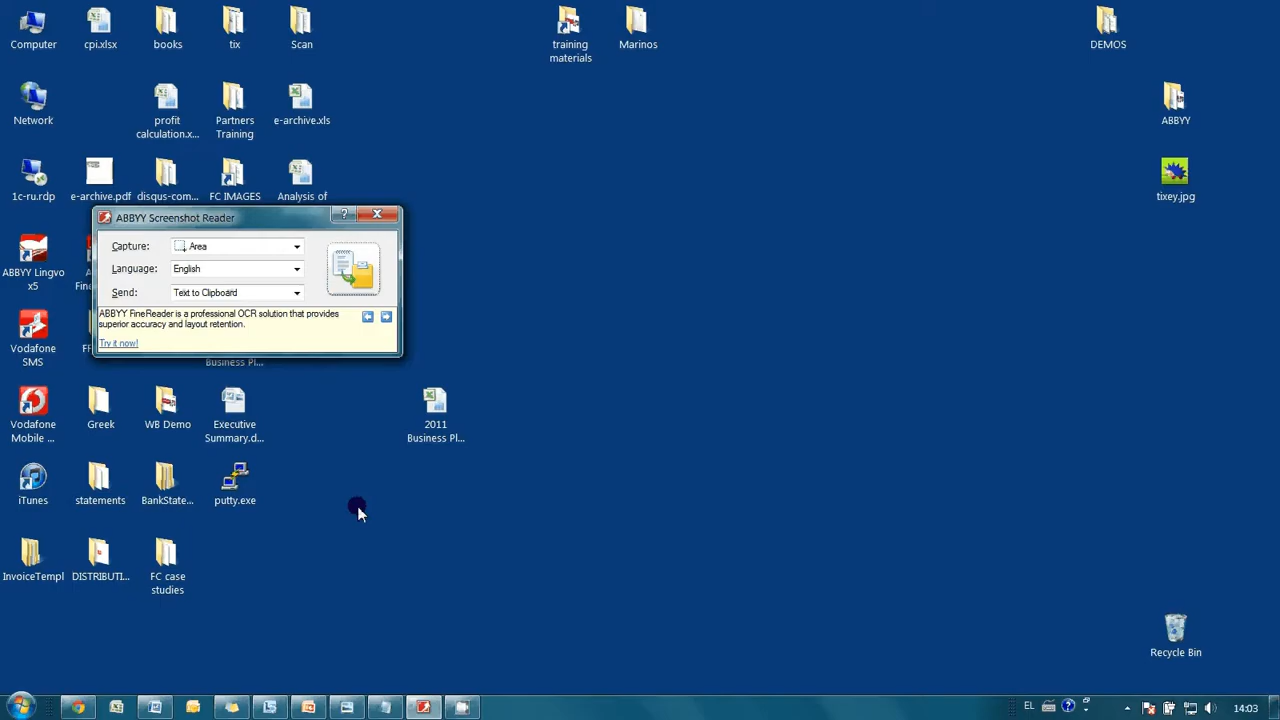 Computer
cpi.xlsx
books
tix
Scan
training
materials
Marinos
DEMOS
Network
profit
calculation.x...
Partners
Training
e-archive.xls
ABBYY
1c-ru.rdp
e-archive.pdf
disqus-com...
FC IMAGES
Analysis of
tixey.jpg
ABBYY Screenshot Reader
?
Capture:
Area
Language:
English
Send:
Text to Clipboard
ABBYY FineReader is a professional OCR solution that provides
superior accuracy and layout retention.
Try it now!
ABBYY Lingvo
x5
Vodafone
SMS
Business Pl...
Vodafone
Mobile ...
Greek
WB Demo
Executive
Summary.d...
2011
Business Pl...
iTunes
statements
BankState...
putty.exe
InvoiceTempl
DISTRIBUTI...
FC case
studies
Recycle Bin
EL
14:03